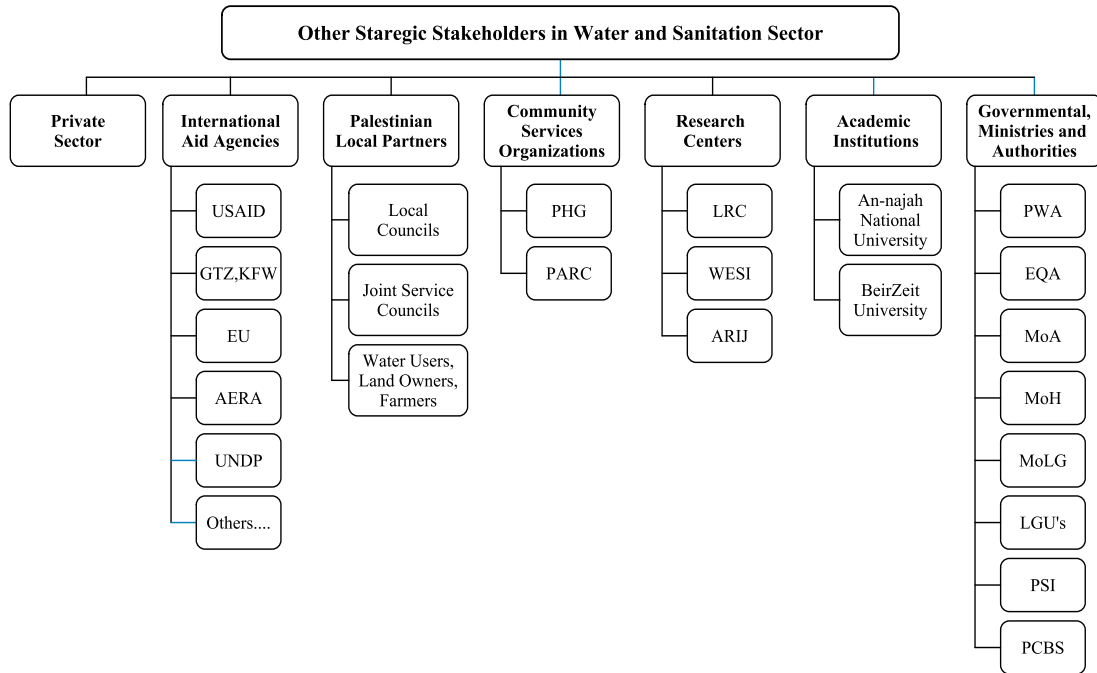 Other Staregic Stakeholders in Water and Sanitation Sector
Private
Sector
International
Aid Agencies
USAID
GTZ,KFW
EU
AERA
UNDP
Others....
Palestinian
Local Partners
Local
Councils
Joint Service
Councils
Water Users,
Land Owners,
Farmers
Community
Services
Organizations
PHG
PARC
Research
Centers
LRC
WESI
ARIJ
Academic
Institutions
An-najah
National
University
BeirZeit
University
Governmental,
Ministries and
Authorities
PWA
EQA
MoA
MoH
MoLG
LGU's
PSI
PCBS